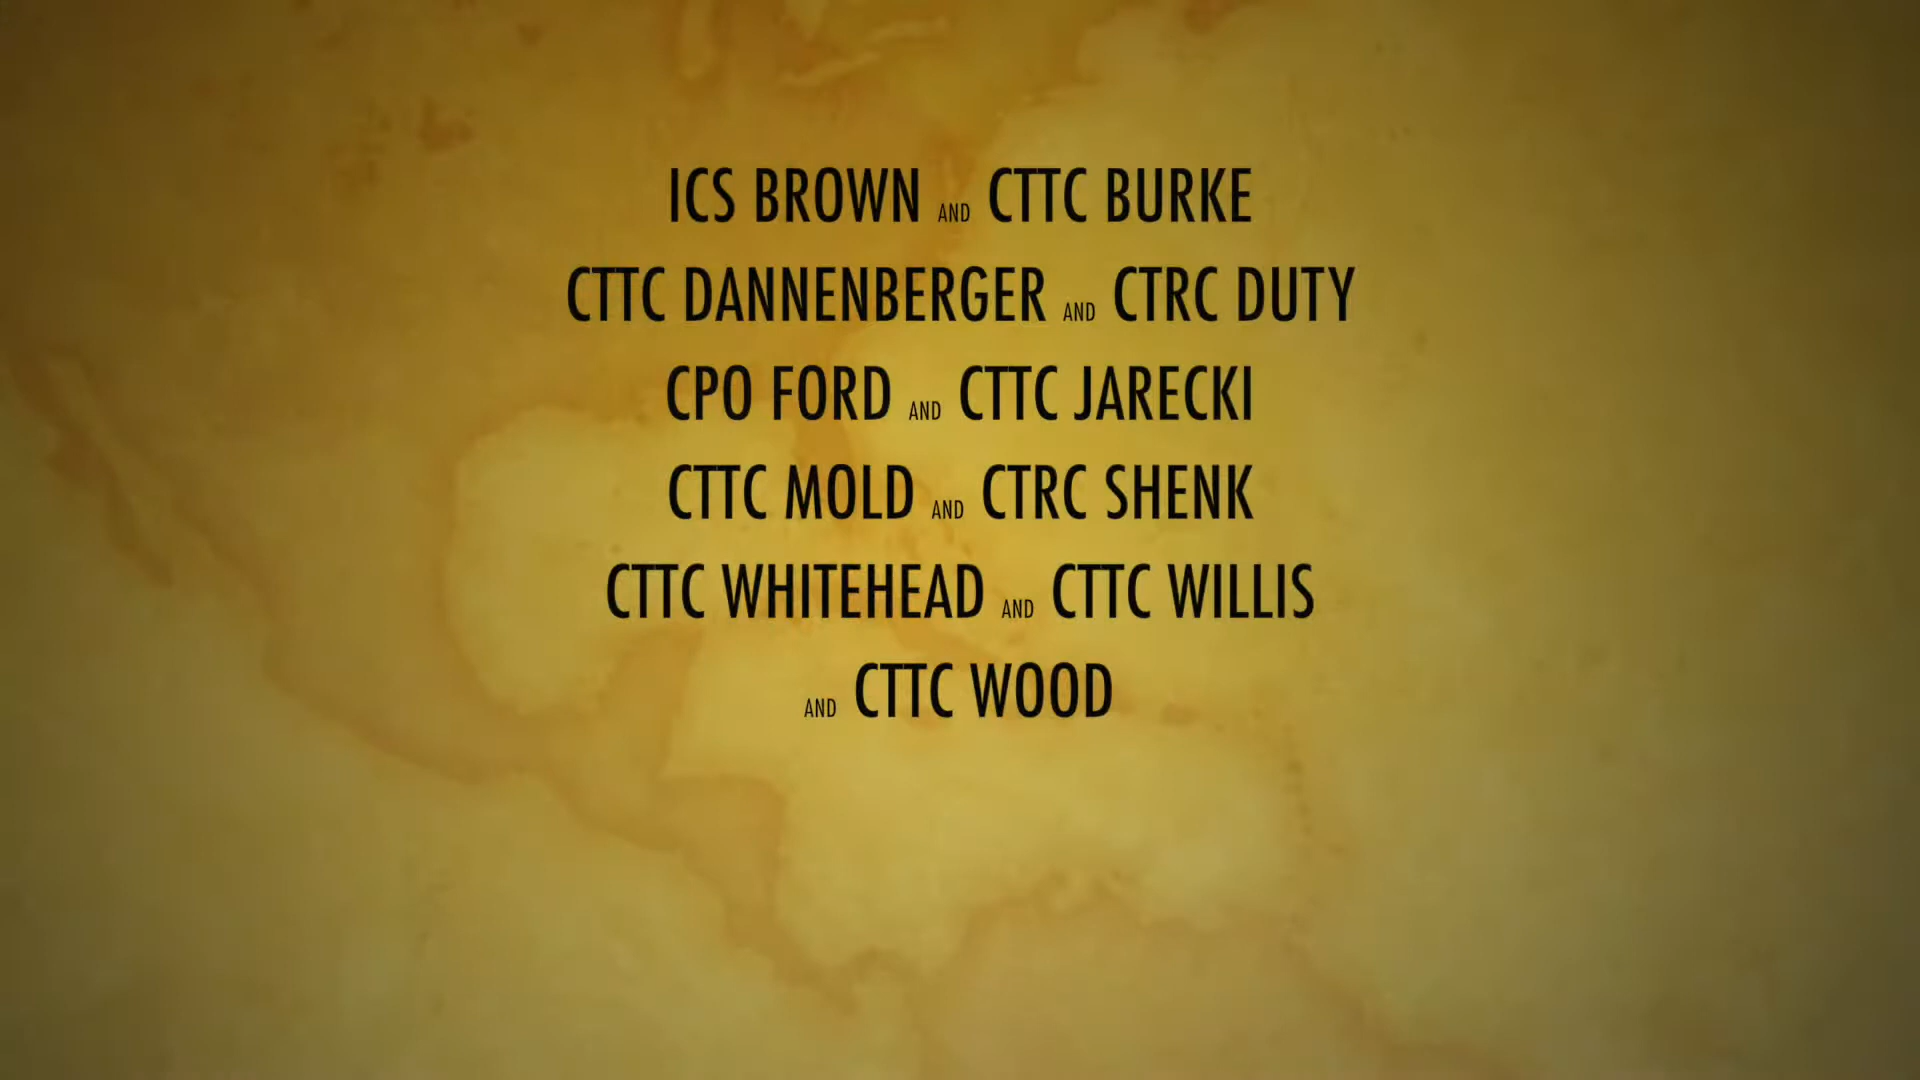 ICS BROWN AND CTTC BURKE
CTTC DANNENBERGER AND CTRC DUTY
CPO FORD AND CTTC JARECKI
CTTC MOLD AND CTRC SHENK
CTTC WHITEHEAD AND CTTC WILLIS
AND CTTC WOOD